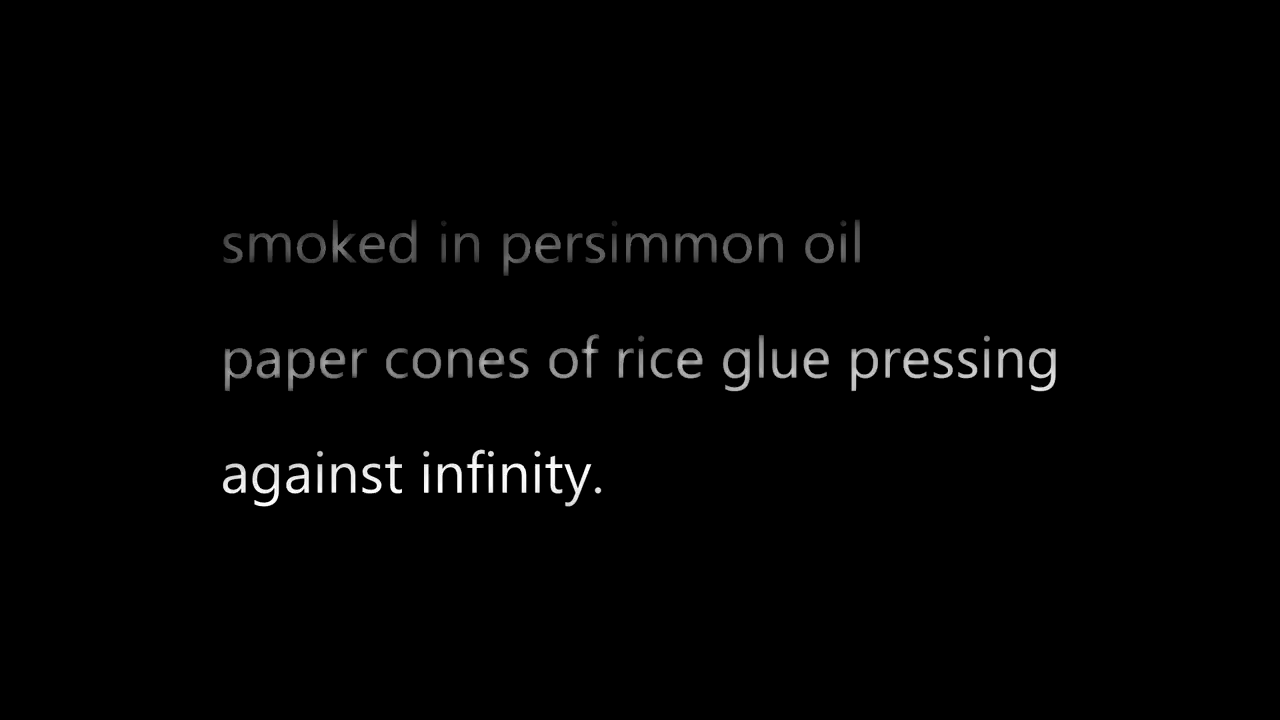 smoked in persimmon oil
paper cones of rice glue pressing
against infinity.